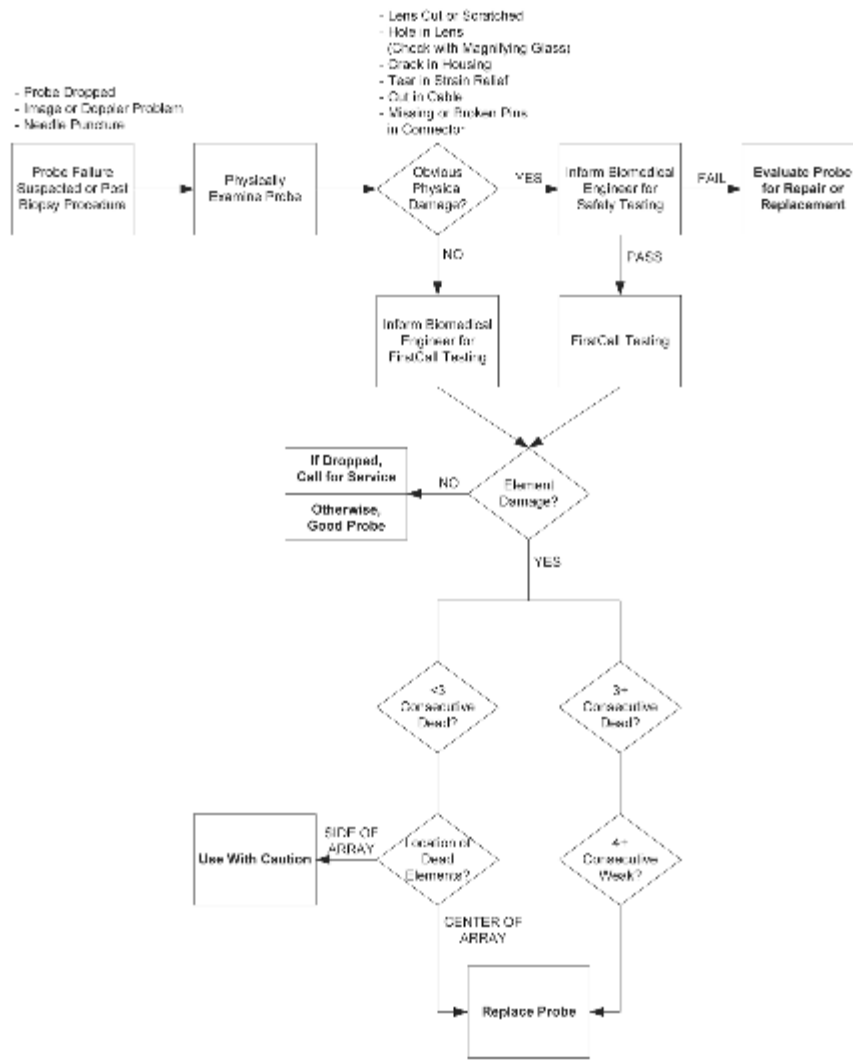 - Lens Cut or Scratched
- Hole in Lens
(Check with Magnifying Glass)
- Crack in Housing
- Tear in Strain Relief
- Cut in Cable
- Missing or Broken Pins
in Connector
- Probe Dropped
- Image or Doppler Problem
- Needle Puncture
Probe Failure
Suspected or Post
Biopsy Procedure
Physically
Examine Probe
Obvious
Physical
Damage?
YES
Inform Biomedical
Engineer for
Safety Testing
FAIL
Evaluate Probe
for Repair or
Replacement
NO
PASS
Inform Biomedical
Engineer for
FirstCall Testing
FirstCall Testing
If Dropped,
Call for Service
Otherwise,
Good Probe
NO
Element
Damage?
YES
<3
Consecutive
Dead?
3+
Consecutive
Dead?
Use With Caution
SIDE OF
ARRAY
Location of
Dead
Elements?
4+
Consecutive
Weak?
CENTER OF
ARRAY
Replace Probe